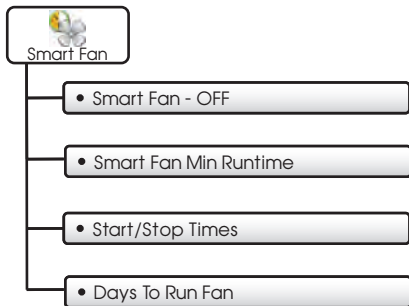 Smart Fan
• Smart Fan - OFF
• Smart Fan Min Runtime
• Start/Stop Times
• Days To Run Fan